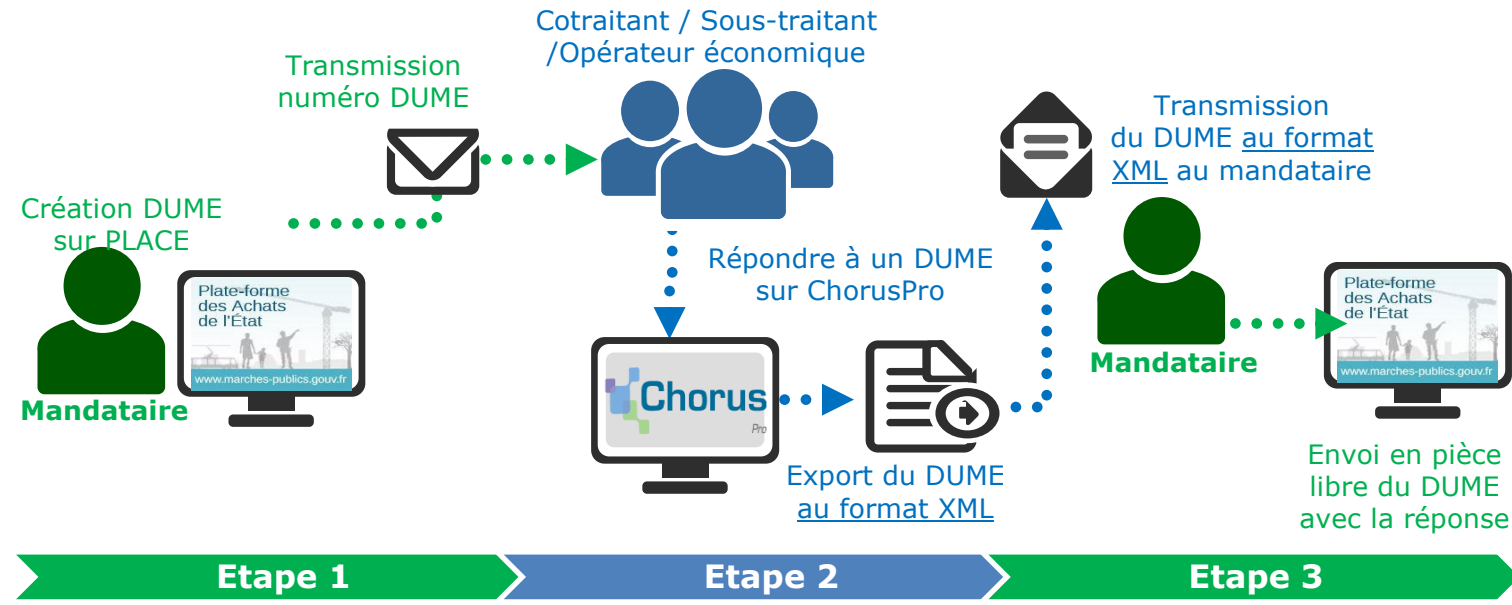 Cotraitant / Sous-traitant
/Opérateur économique
Transmission
numéro DUME
Création DUME
sur PLACE
Plate-forme
des Achats
de l'État
www.marches-publics.gouv.fr
Mandataire
Répondre à un DUME
sur ChorusPro
Chorus
Pro
Export du DUME
au format XML
Transmission
du DUME au format
XML au mandataire
Mandataire
Plate-forme
des Achats
de l'État
www.marches-publics.gouv.fr
Envoi en pièce
libre du DUME
avec la réponse
Etape 1
Etape 2
Etape 3